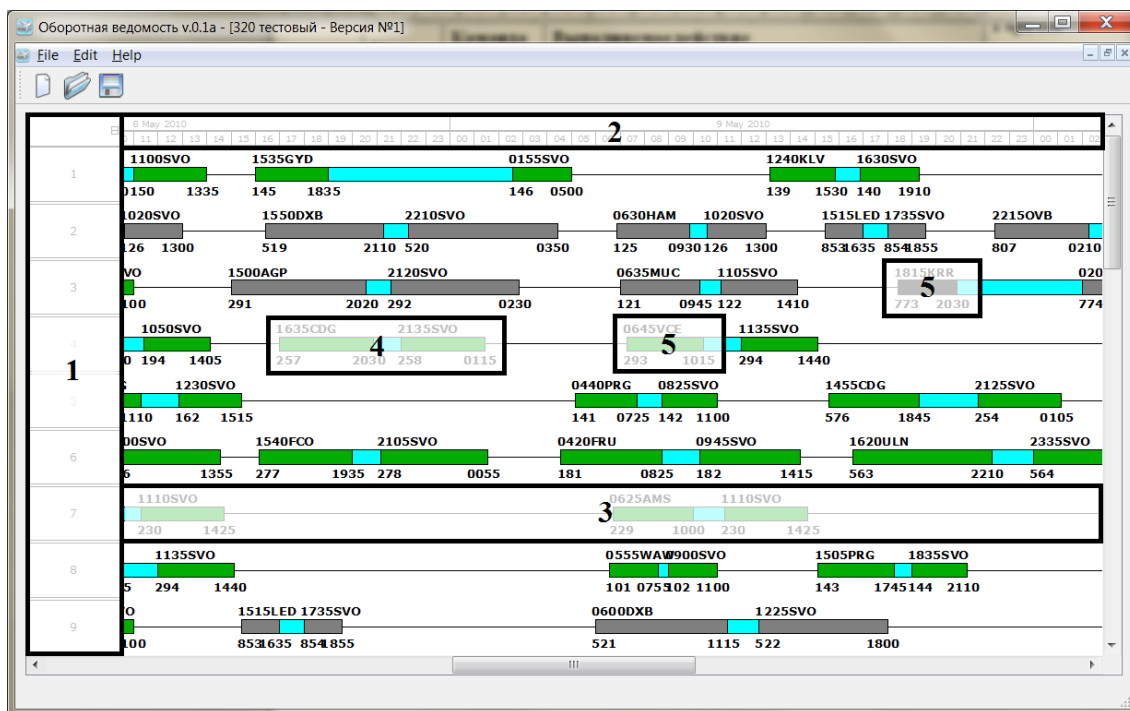 Оборотная ведомость v.0.1a - [320 тестовый - Версия №1]
File Edit Help
8 May 2010 9 May 2010
11 12 13 14 15 16 17 18 19 20 21 22 23 00 01 02 03 04 05 07 08 09 10 11 12 13 14 15 16 17 18 19 20 21 22 23 00 01 02
2
1100SVO 1535GYD 0155SVO 1240KLV 1630SVO
1
0150 1335 145 1835 146 0500 139 1530 140 1910
1020SVO 1550DXB 2210SVO 0630HAM 1020SVO 1515LED 1735SVO 2215OVB
2
126 1300 519 2110 520 0350 125 0930 126 1300 853 1635 854 1855 807 0210
VO 1500AGP 2120SVO 0635MUC 1105SVO 1815KRR 020
3 5
100 291 2020 292 0230 121 0945 122 1410 773 2030 774
1050SVO 1635CDG 2135SVO 0645VCE 1135SVO
4 4 5
0 194 1405 257 2030 258 0115 293 1015 294 1440
1
1230SVO 0440PRG 0825SVO 1455CDG 2125SVO
5
1110 162 1515 141 0725 142 1100 576 1845 254 0105
00SVO 1540FCO 2105SVO 0420FRU 0945SVO 1620ULN 2335SVO
6
6 1355 277 1935 278 0055 181 0825 182 1415 563 2210 564
1110SVO 0625AMS 1110SVO
7 3
230 1425 229 1000 230 1425
1135SVO 0555WAW 0900SVO 1505PRG 1835SVO
8
5 294 1440 101 0755 102 1100 143 1745 144 2110
O 1515LED 1735SVO 0600DXB 1225SVO
9
100 853 1635 854 1855 521 1115 522 1800